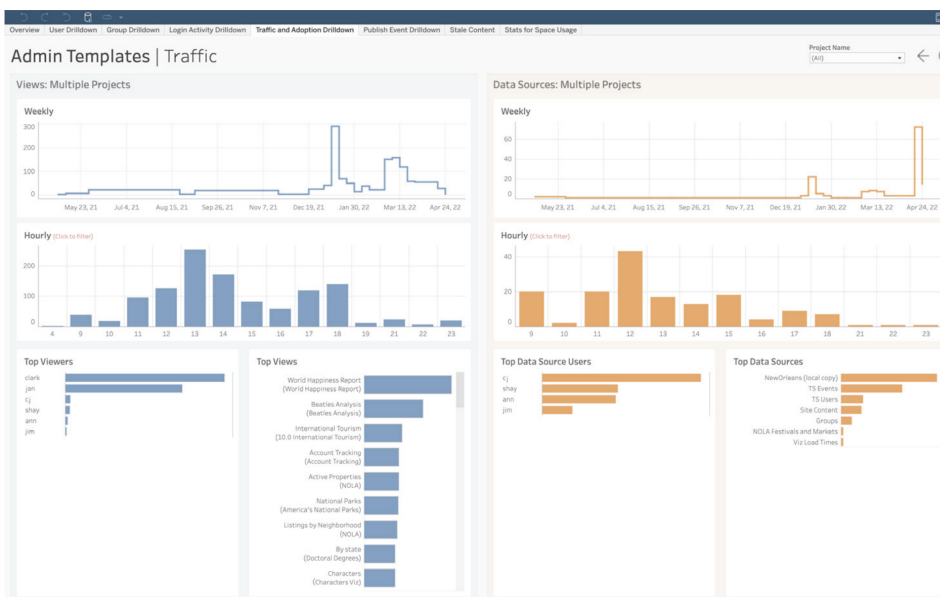 Overview User Drilldown Group Drilldown Login Activity Drilldown Traffic and Adoption Drilldown Publish Event Drilldown Stale Content Stats for Space Usage
Admin Templates | Traffic
Project Name
(All)
Views: Multiple Projects
Weekly
300
200
100
0
May 23, 21 Jul 4, 21 Aug 15, 21 Sep 26, 21 Nov 7, 21 Dec 19, 21 Jan 30, 22 Mar 13, 22 Apr 24, 22
Hourly (Click to filter)
200
100
0
4 9 10 11 12 13 14 15 16 17 18 19 21 22 23
Top Viewers
clark
jan
cj
shay
ann
jim
Top Views
World Happiness Report
(World Happiness Report)
Beatles Analysis
(Beatles Analysis)
International Tourism
(10.0 International Tourism)
Account Tracking
(Account Tracking)
Active Properties
(NOLA)
National Parks
(America's National Parks)
Listings by Neighborhood
(NOLA)
By state
(Doctoral Degrees)
Characters
(Characters Viz)
Data Sources: Multiple Projects
Weekly
60
40
20
0
May 23, 21 Jul 4, 21 Aug 15, 21 Sep 26, 21 Nov 7, 21 Dec 19, 21 Jan 30, 22 Mar 13, 22 Apr 24, 22
Hourly (Click to filter)
40
20
0
9 10 11 12 13 14 15 16 17 18 21 22 23
Top Data Source Users
cj
shay
ann
jim
Top Data Sources
NewOrleans (local copy)
TS Events
TS Users
Site Content
Groups
NOLA Festivals and Markets
Viz Load Times